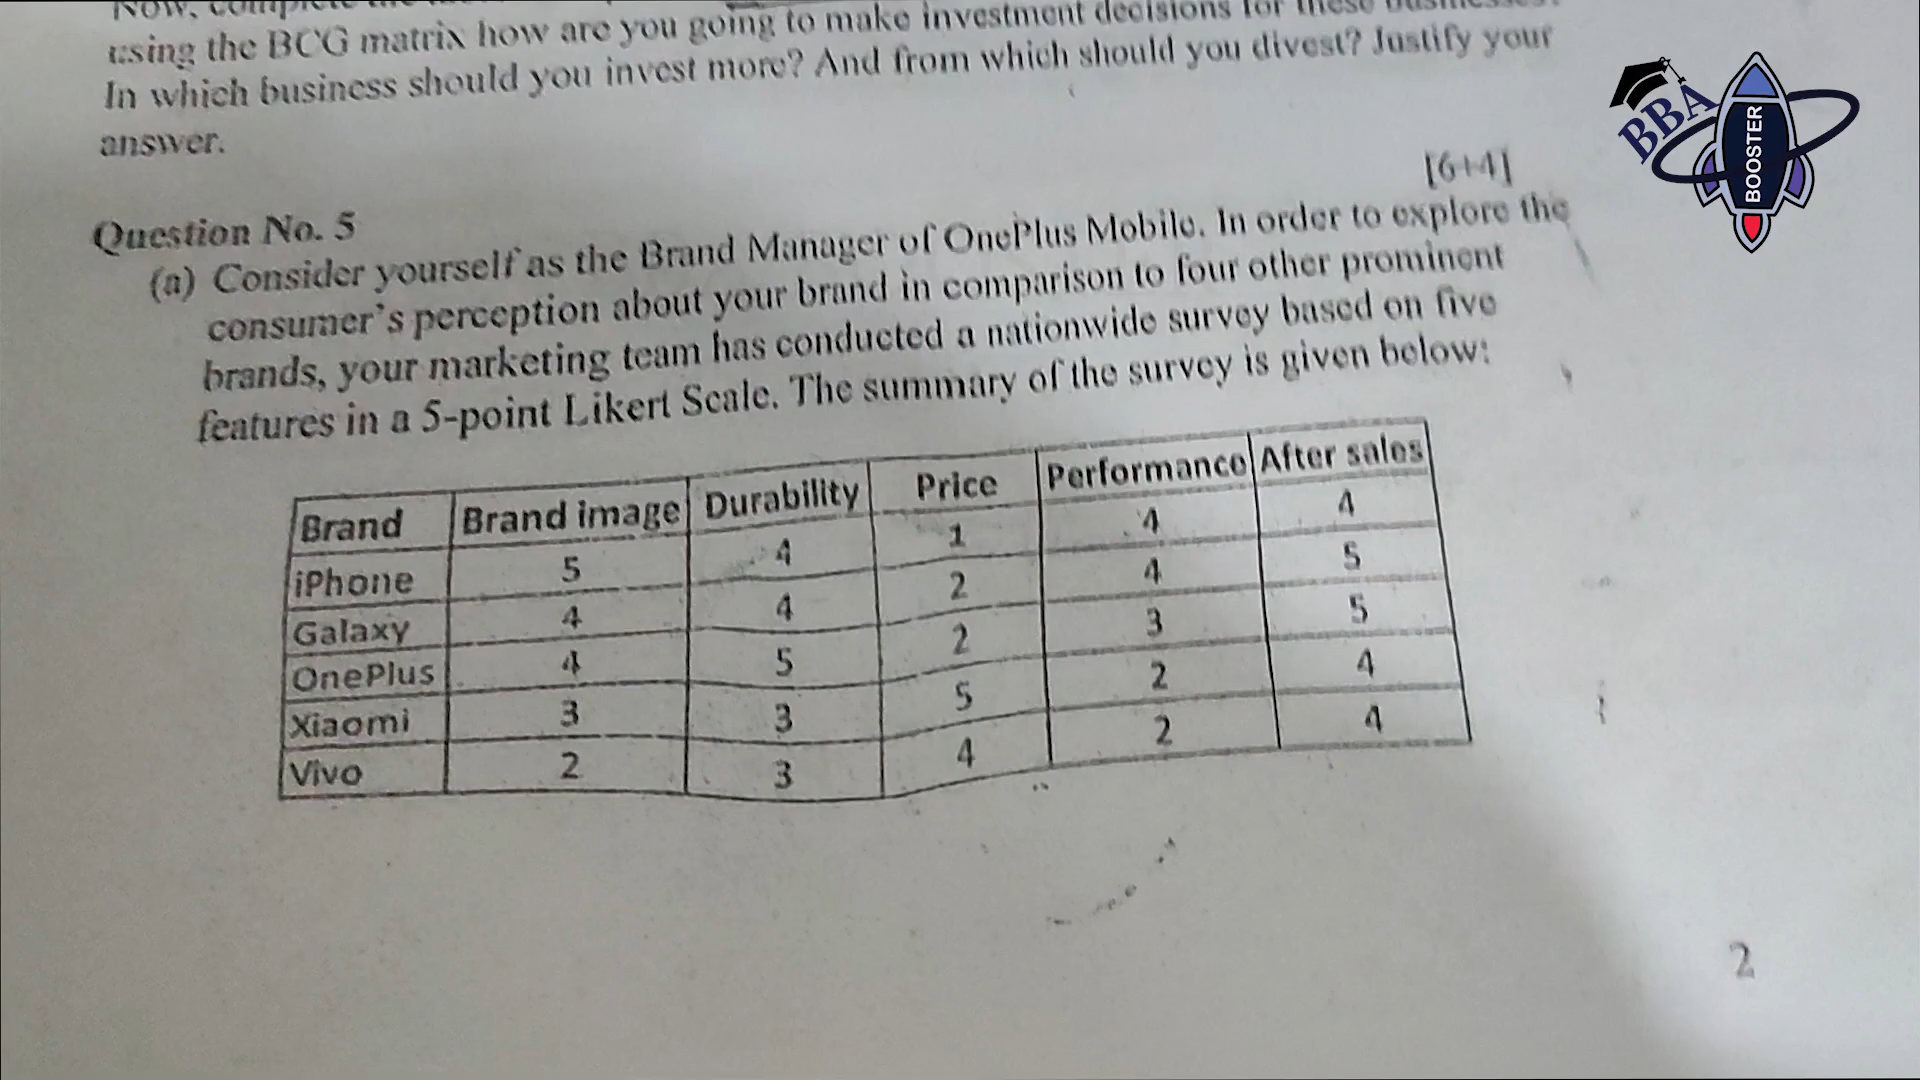 Now, complete the
using the BCG matrix how are you going to make investment decisions for these businesses?
In which business should you invest more? And from which should you divest? Justify your
answer.
[6+4]
Question No. 5
(a) Consider yourself as the Brand Manager of OnePlus Mobile. In order to explore the
consumer's perception about your brand in comparison to four other prominent
brands, your marketing team has conducted a nationwide survey based on five
features in a 5-point Likert Scale. The summary of the survey is given below:
Brand Brand image Durability Price Performance After sales
iPhone 5 4 1 4 4
Galaxy 4 4 2 4 5
OnePlus 4 5 2 3 5
Xiaomi 3 3 5 2 4
Vivo 2 3 4 2 4
2
BBA
BOOSTER